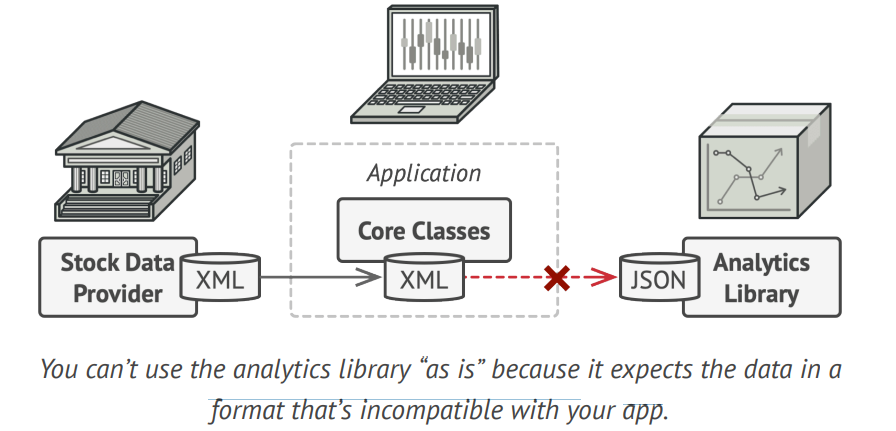 Application
Core Classes
XML
Stock Data
Provider
XML
JSON
Analytics
Library
You can’t use the analytics library “as is” because it expects the data in a
format that’s incompatible with your app.